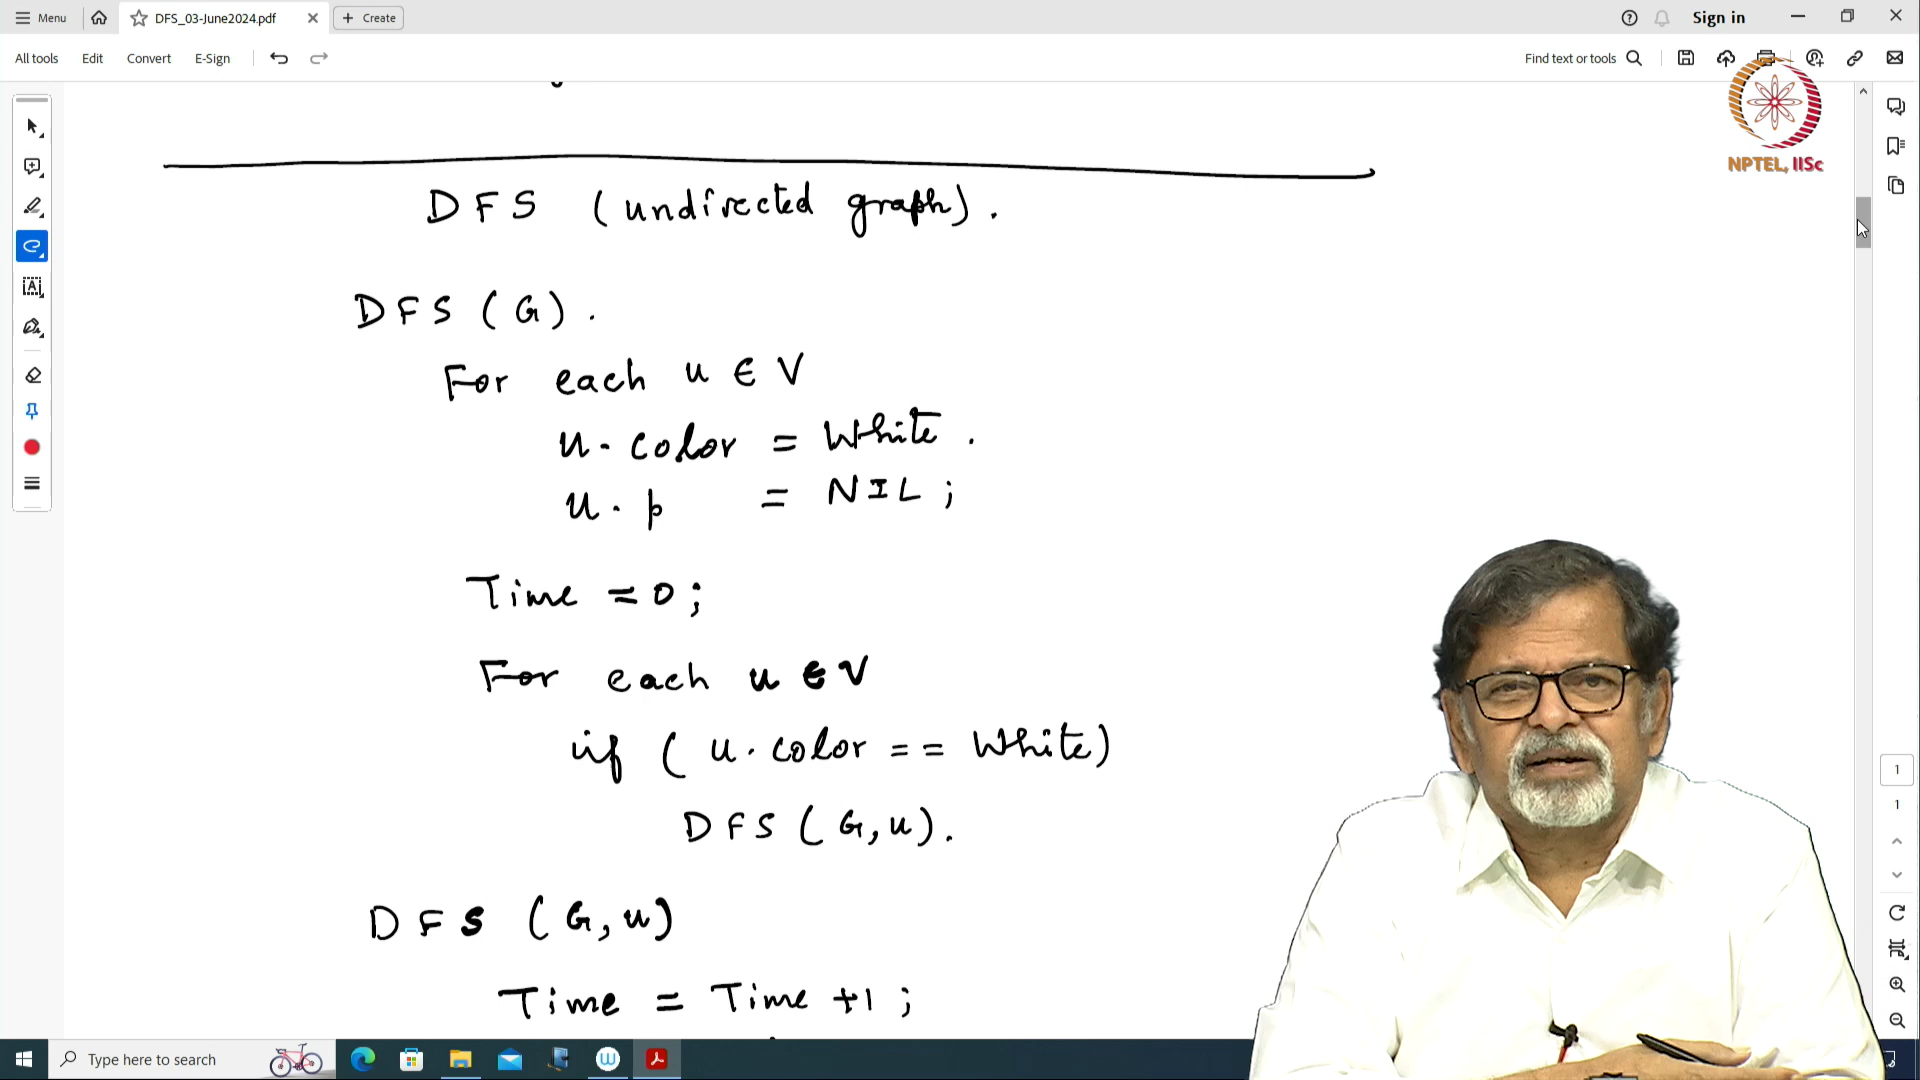 Menu
DFS_03-June2024.pdf
Create
Sign in
All tools Edit Convert E-Sign
Find text or tools
NPTEL, IISc
DFS (undirected graph).
DFS (G).
For each u ∈ V
u. color = White.
u. p = NIL;
Time = 0;
For each u ∈ V
if ( u. color == White)
DFS (G,u).
DFS (G,u)
Time = Time +1;
1
1
Type here to search